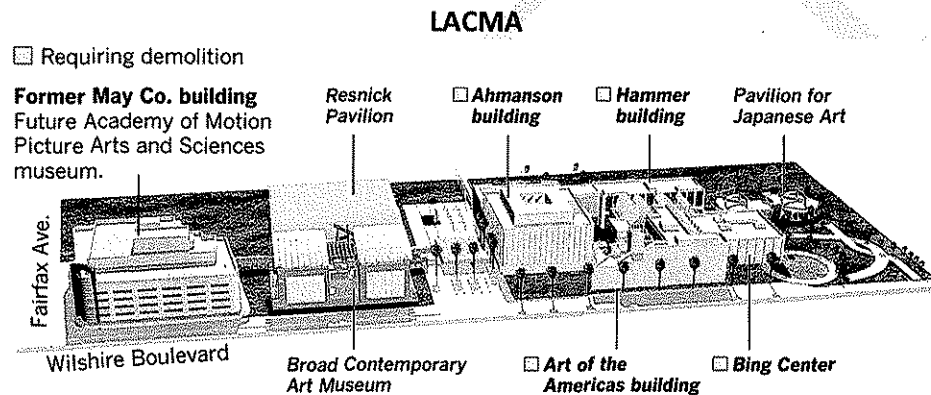 LACMA
Requiring demolition
Former May Co. building
Future Academy of Motion
Picture Arts and Sciences
museum.
Resnick
Pavilion
Ahmanson
building
Hammer
building
Pavilion for
Japanese Art
Fairfax Ave.
Wilshire Boulevard
Broad Contemporary
Art Museum
Art of the
Americas building
Bing Center